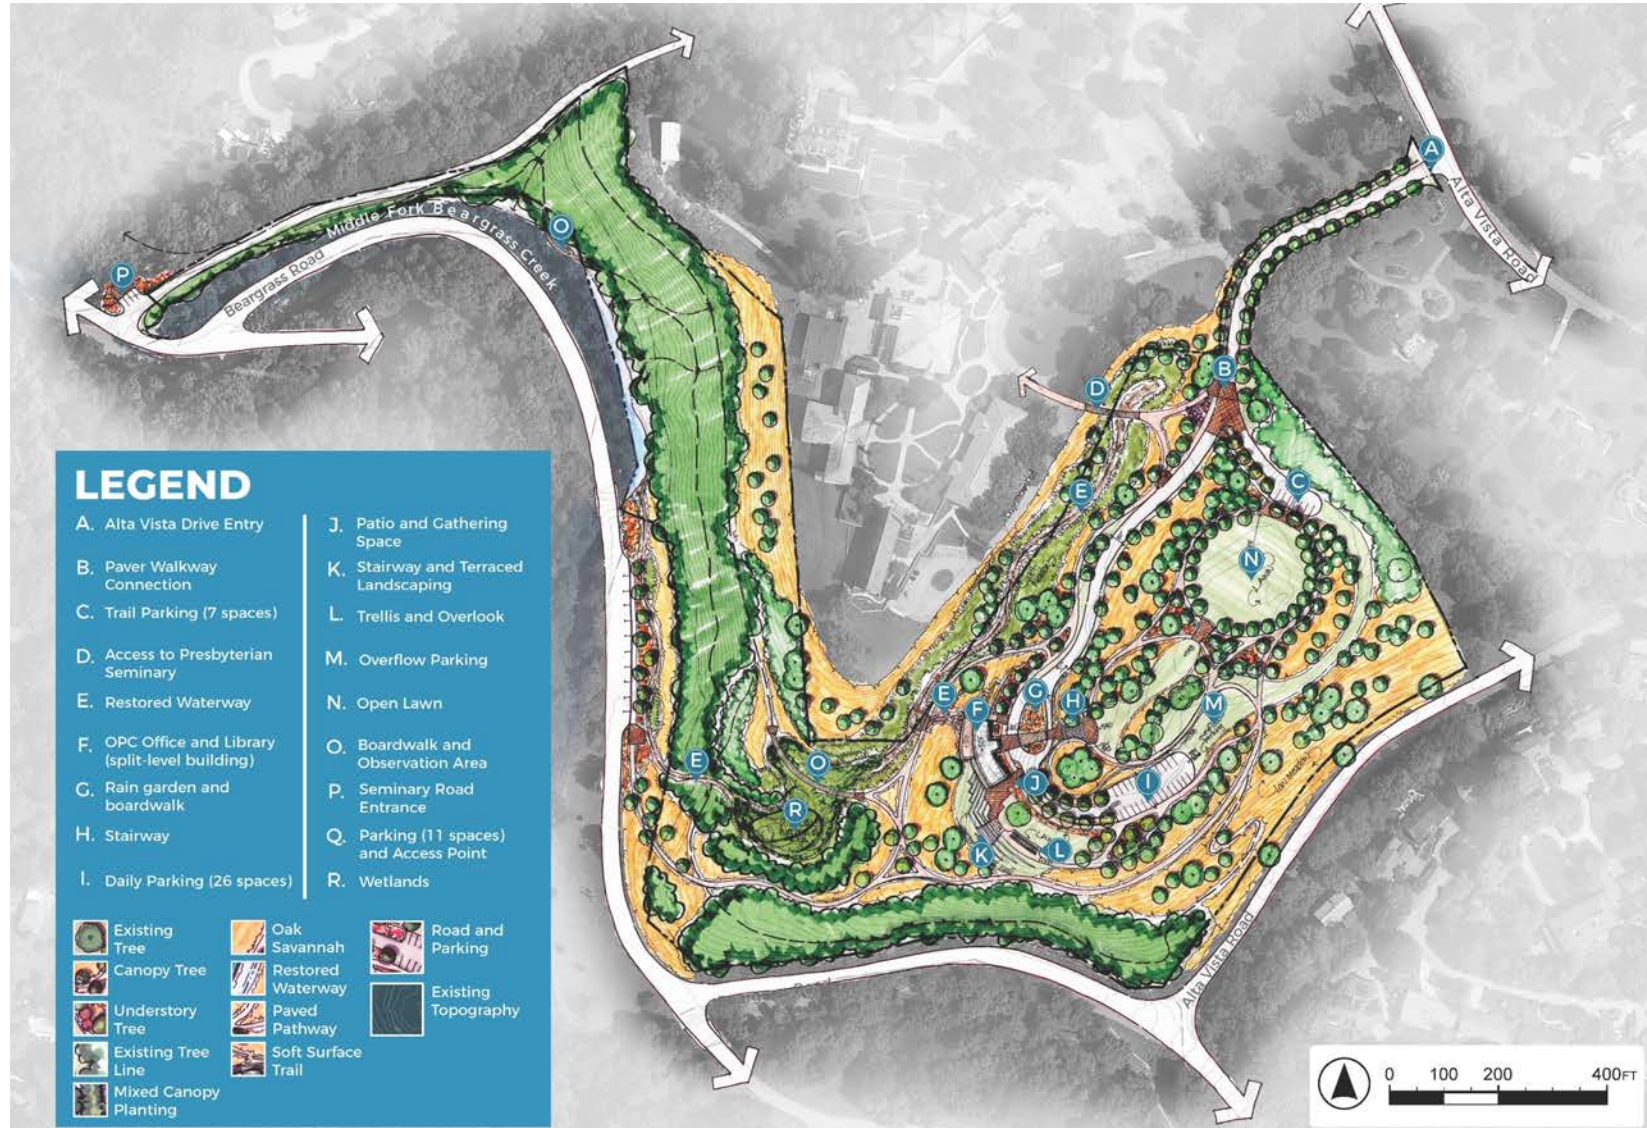 LEGEND
A. Alta Vista Drive Entry
B. Paver Walkway
Connection
C. Trail Parking (7 spaces)
D. Access to Presbyterian
Seminary
E. Restored Waterway
F. OPC Office and Library
(split-level building)
G. Rain garden and
boardwalk
H. Stairway
I. Daily Parking (26 spaces)
J. Patio and Gathering
Space
K. Stairway and Terraced
Landscaping
L. Trellis and Overlook
M. Overflow Parking
N. Open Lawn
O. Boardwalk and
Observation Area
P. Seminary Road
Entrance
Q. Parking (11 spaces)
and Access Point
R. Wetlands
Existing
Tree
Canopy Tree
Understory
Tree
Existing Tree
Line
Mixed Canopy
Planting
Oak
Savannah
Restored
Waterway
Paved
Pathway
Soft Surface
Trail
Road and
Parking
Existing
Topography
Middle Fork Beargrass Creek
Beargrass Road
Alta Vista Road
Alta Vista Road
A
B
C
D
E
E
E
F
G
H
I
J
K
L
M
N
O
O
P
R
0 100 200 400FT